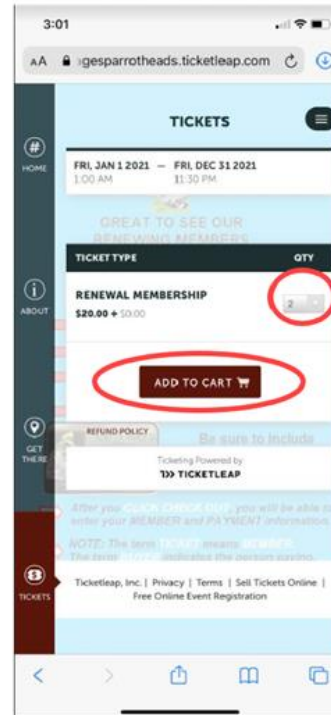 3:01
AA gesparrotheads.ticketleap.com
TICKETS
#
HOME
FRI, JAN 1 2021 – FRI, DEC 31 2021
1:00 AM 11:30 PM
GREAT TO SEE OUR
RENEWING MEMBERS
TICKET TYPE QTY
i
ABOUT
RENEWAL MEMBERSHIP
$20.00 + $0.00
2
ADD TO CART
GET
THERE
REFUND POLICY
Be sure to include
Ticketing Powered by
TICKETLEAP
After you CLICK CHECK OUT, you will be able to
enter your MEMBER and PAYMENT information.
NOTE: The term TICKET means MEMBER.
The term indicates the person paying
TICKETS
Ticketleap, Inc. | Privacy | Terms | Sell Tickets Online |
Free Online Event Registration